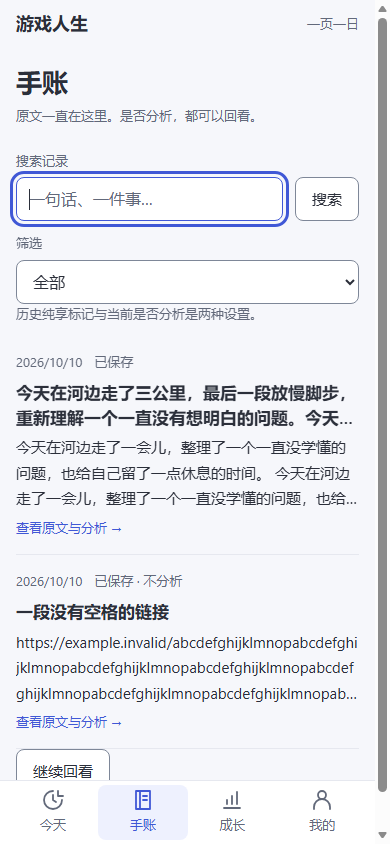 游戏人生
一页一日
手账
原文一直在这里。是否分析，都可以回看。
搜索记录
一句话、一件事...
搜索
筛选
全部
历史纯享标记与当前是否分析是两种设置。
2026/10/10 已保存
今天在河边走了三公里，最后一段放慢脚步，
重新理解一个一直没有想明白的问题。今天...
今天在河边走了一会儿，整理了一个一直没学懂的
问题，也给自己留了一点休息的时间。 今天在河边
走了一会儿，整理了一个一直没学懂的问题，也给...
查看原文与分析 →
2026/10/10 已保存 · 不分析
一段没有空格的链接
https://example.invalid/abcdefghijklmnopabcdefghi
jklmnopabcdefghijklmnopabcdefghijklmnopabcdef
ghijklmnopabcdefghijklmnopabcdefghijklmnopab...
查看原文与分析 →
继续回看
今天
手账
成长
我的